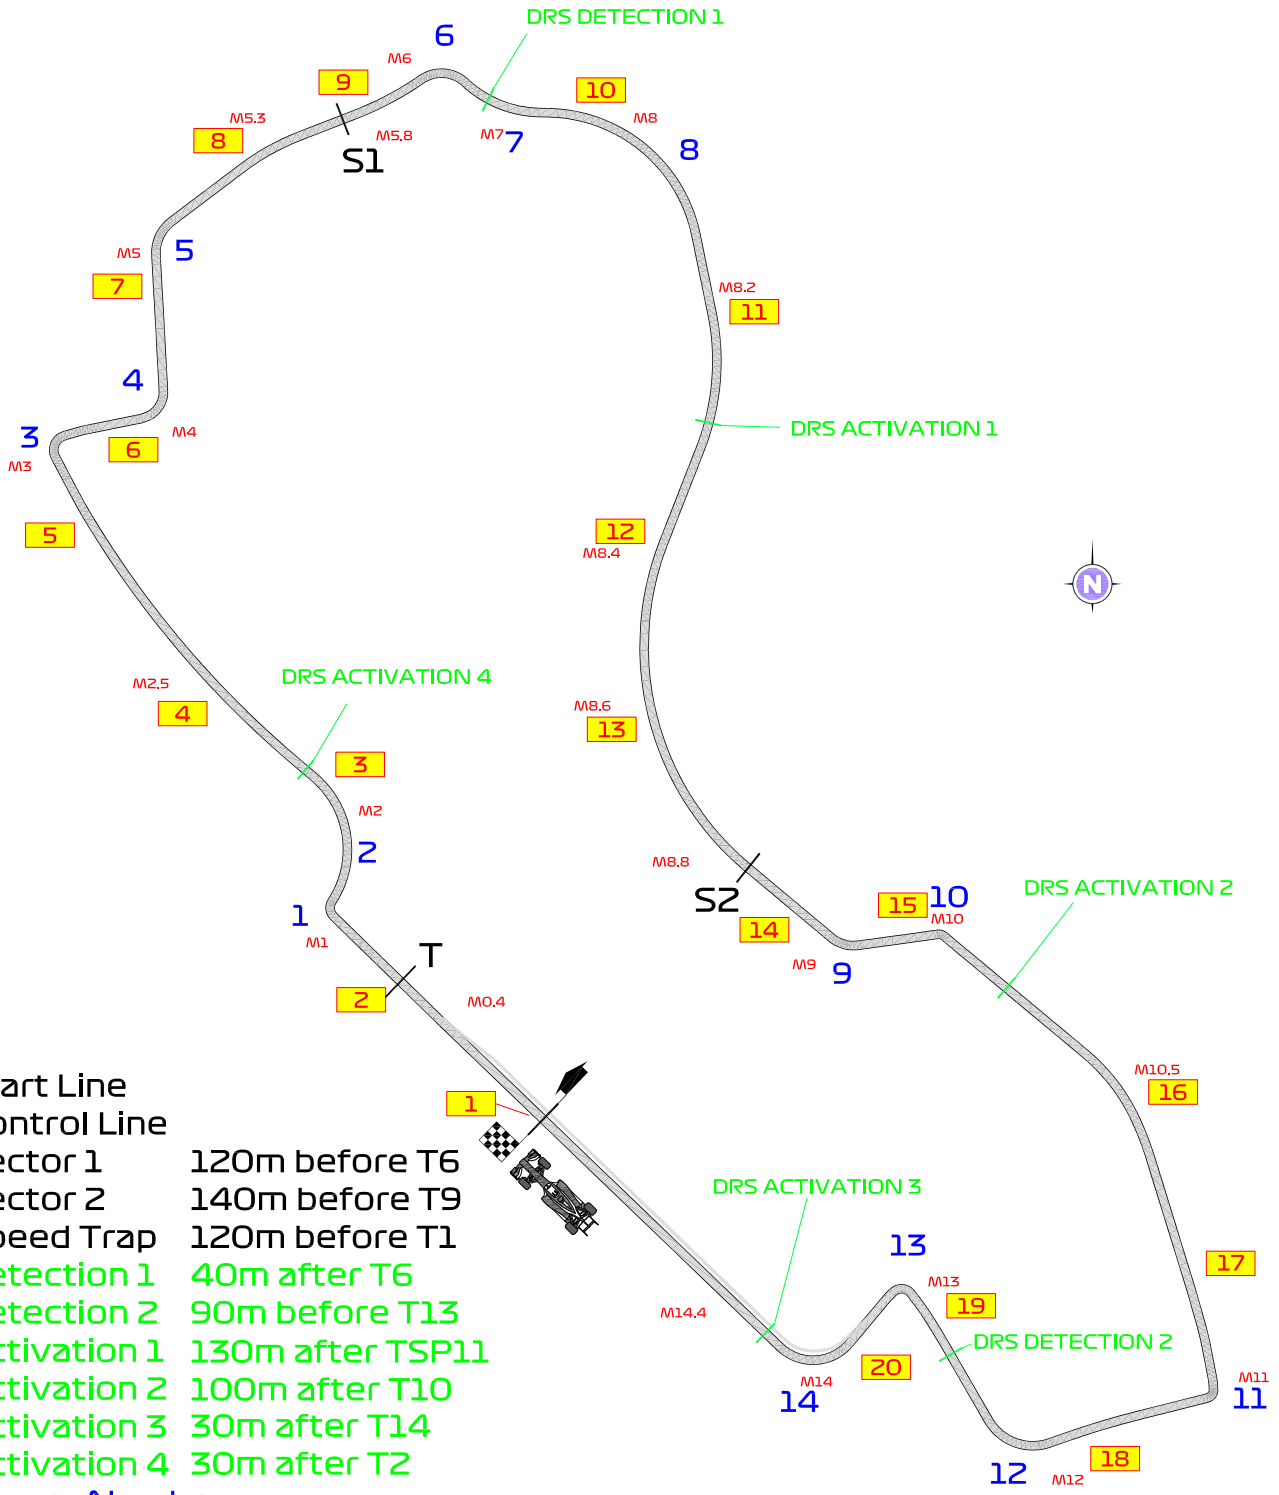 DRS DETECTION 1
6
M6
9
10
M5.3
M8
8
M5.8
M7
7
8
S1
5
M5
7
M8.2
11
4
3
M4
DRS ACTIVATION 1
6
M3
5
12
M8.4
N
DRS ACTIVATION 4
M2.5
4
M8.6
13
3
M2
2
M8.8
S2
DRS ACTIVATION 2
15
10
M10
1
14
M1
T
M9
9
2
M0.4
M10.5
16
1
art Line
ontrol Line
ector 1 120m before T6
ector 2 140m before T9
peed Trap 120m before T1
etection 1 40m after T6
etection 2 90m before T13
ctivation 1 130m after TSP11
ctivation 2 100m after T10
ctivation 3 30m after T14
ctivation 4 30m after T2
DRS ACTIVATION 3
13
17
M13
19
M14.4
DRS DETECTION 2
20
M14
14
M11
11
18
12
M12